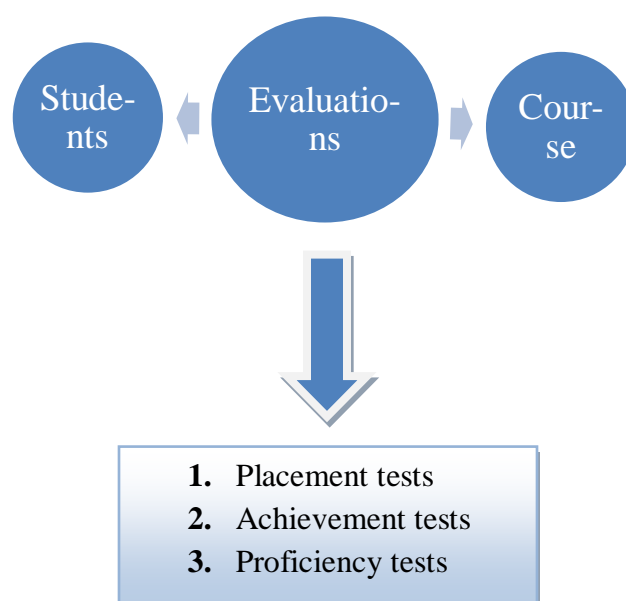 Stude-
nts
Evaluatio-
ns
Cour-
se
1. Placement tests
2. Achievement tests
3. Proficiency tests